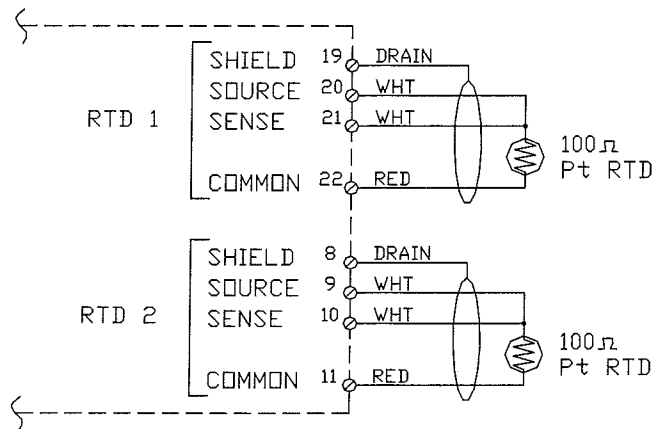 SHIELD 19 DRAIN
SOURCE 20 WHT
RTD 1 SENSE 21 WHT
100Ω
Pt RTD
COMMON 22 RED
SHIELD 8 DRAIN
SOURCE 9 WHT
RTD 2 SENSE 10 WHT
100Ω
Pt RTD
COMMON 11 RED